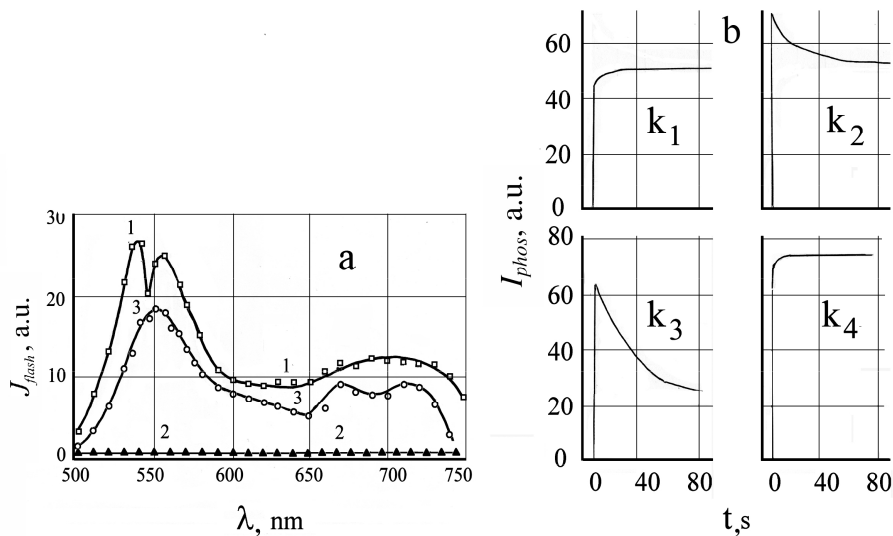 30
20
10
0
J_flash, a.u.
1
3
2
1
3
2
a
500 550 600 650 700 750
λ, nm
b
I_phos, a.u.
60
40
20
0
k₁
k₂
80
60
40
20
0
k₃
k₄
0 40 80 0 40 80
t,s